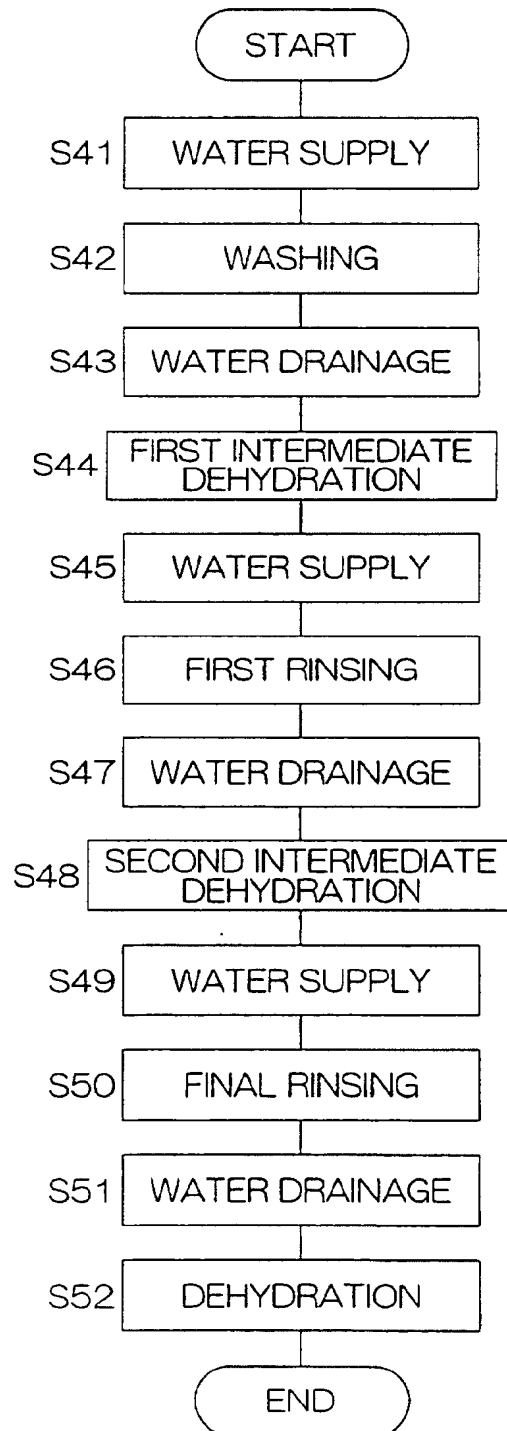 START
S41 WATER SUPPLY
S42 WASHING
S43 WATER DRAINAGE
S44 FIRST INTERMEDIATE
DEHYDRATION
S45 WATER SUPPLY
S46 FIRST RINSING
S47 WATER DRAINAGE
S48 SECOND INTERMEDIATE
DEHYDRATION
S49 WATER SUPPLY
S50 FINAL RINSING
S51 WATER DRAINAGE
S52 DEHYDRATION
END